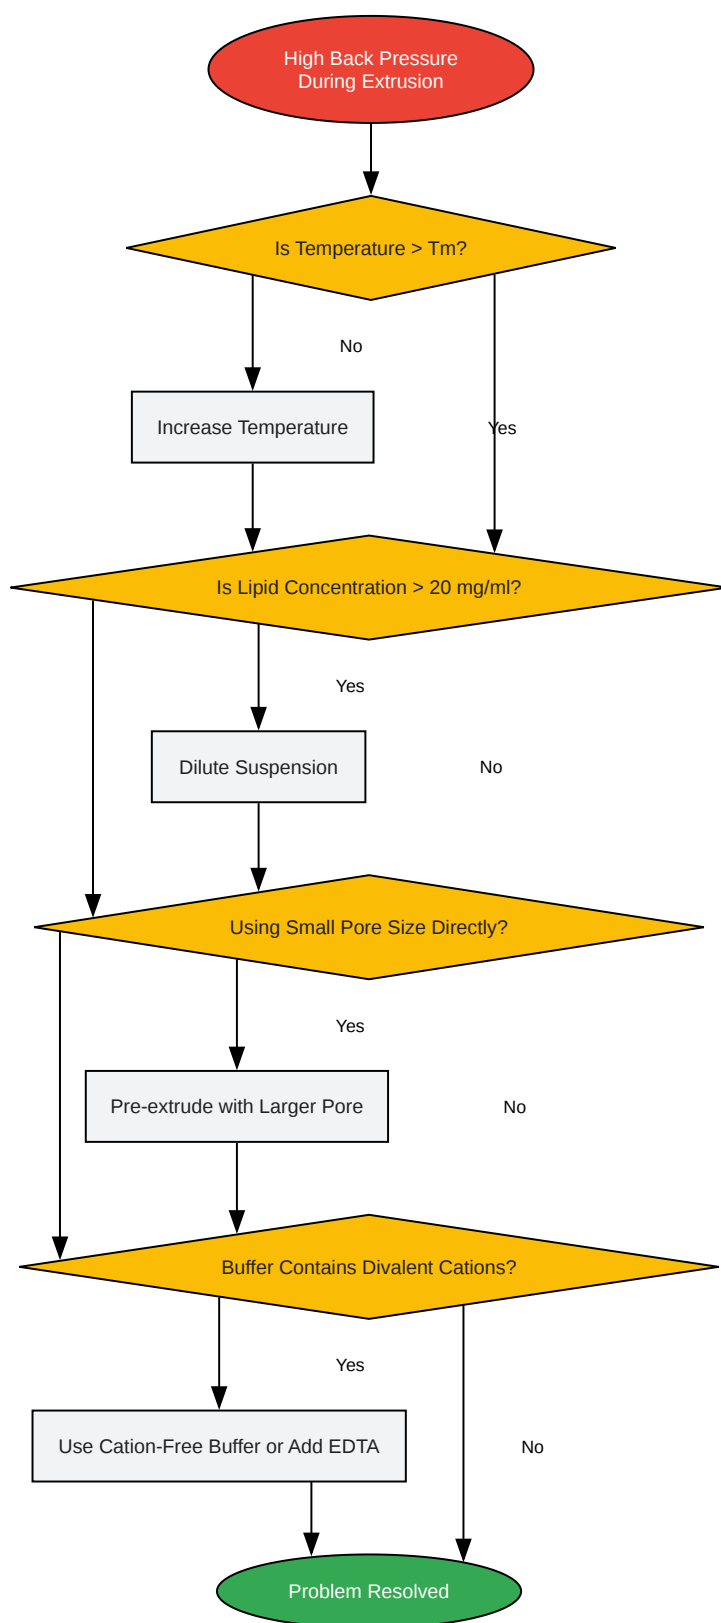 High Back Pressure
During Extrusion
Is Temperature > Tm?
No
Increase Temperature
Yes
Is Lipid Concentration > 20 mg/ml?
Yes
Dilute Suspension
No
Using Small Pore Size Directly?
Yes
Pre-extrude with Larger Pore
No
Buffer Contains Divalent Cations?
Yes
Use Cation-Free Buffer or Add EDTA
No
Problem Resolved